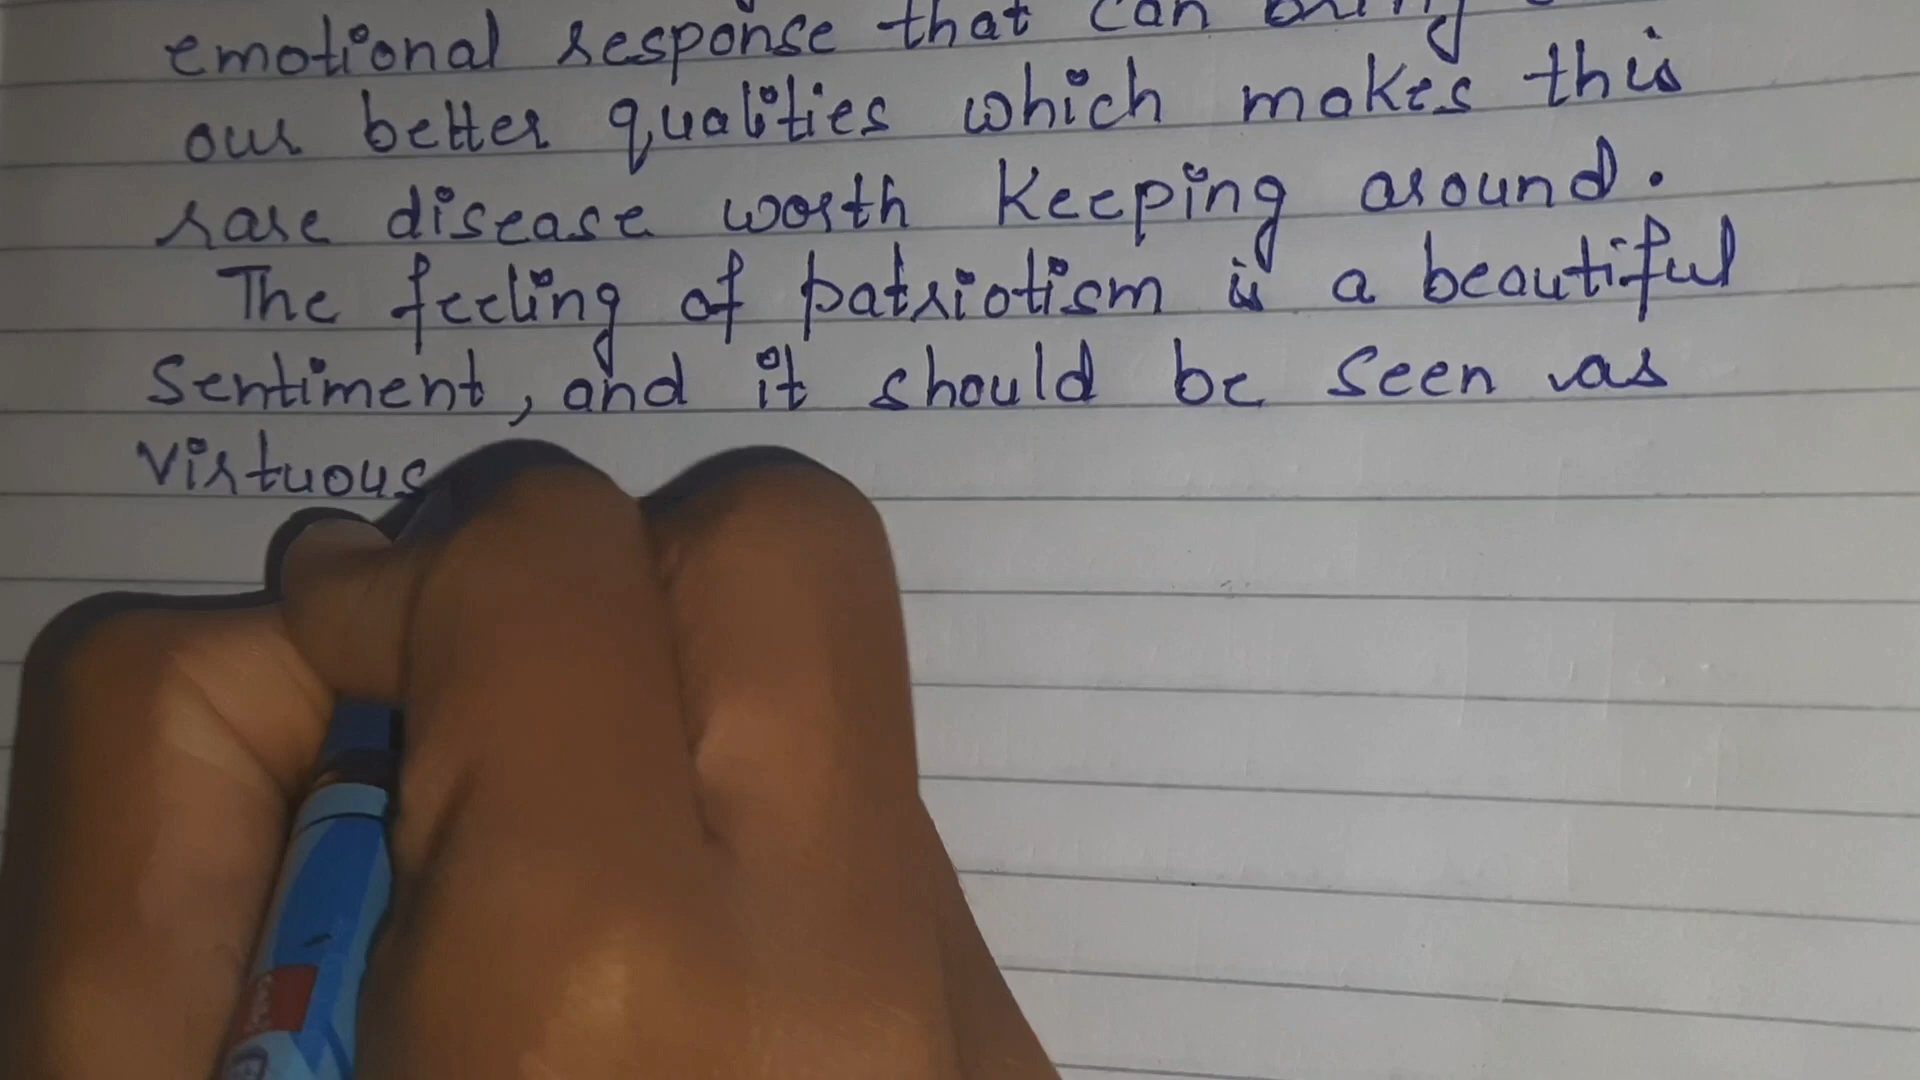 emotional response that can bring
our better qualities which makes this
rare disease worth keeping around.
The feeling of patriotism is a beautiful
Sentiment, and it should be seen as
virtuous